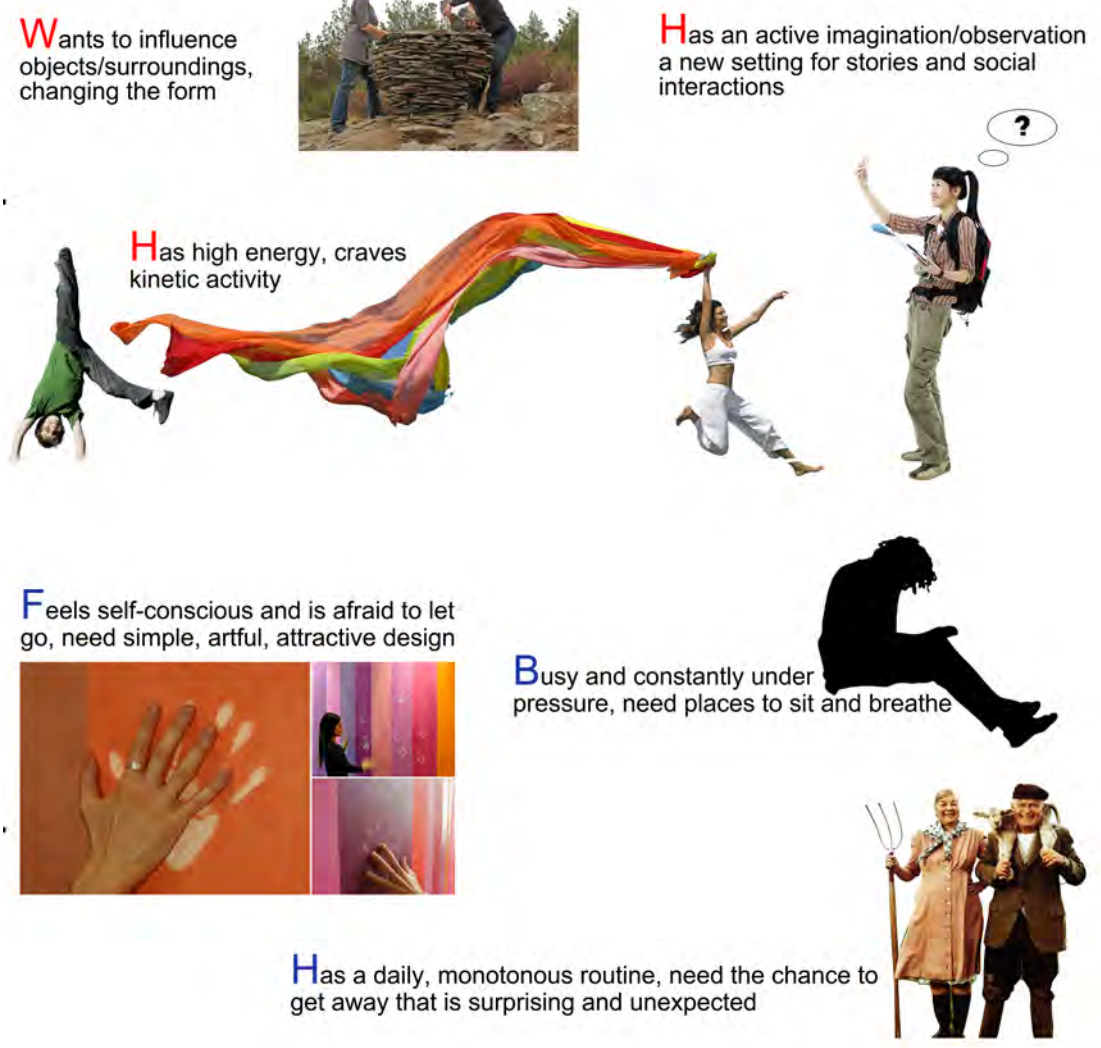 Wants to influence
objects/surroundings,
changing the form
Has an active imagination/observation
a new setting for stories and social
interactions
?
Has high energy, craves
kinetic activity
Feels self-conscious and is afraid to let
go, need simple, artful, attractive design
Busy and constantly under
pressure, need places to sit and breathe
Has a daily, monotonous routine, need the chance to
get away that is surprising and unexpected